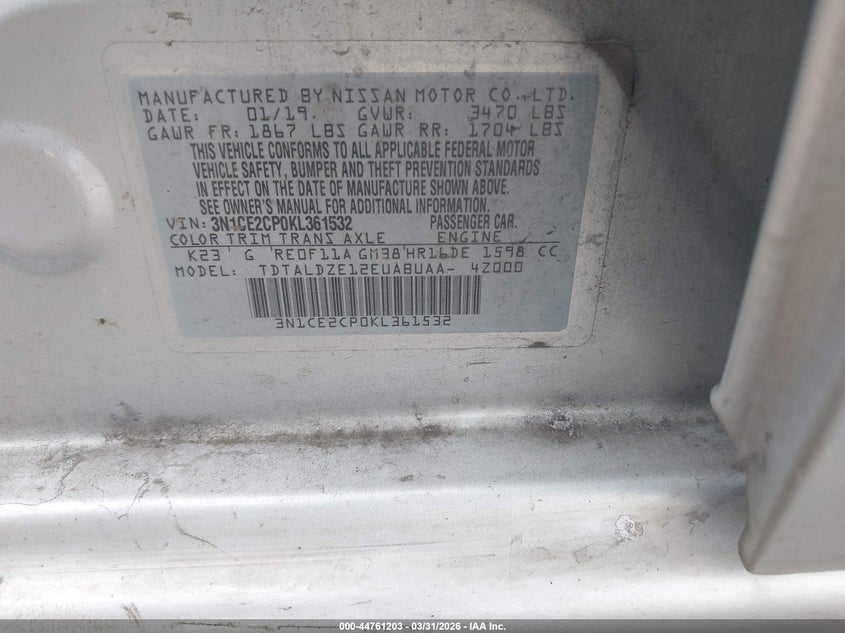 MANUFACTURED BY NISSAN MOTOR CO., LTD.
DATE: 01/19. GVWR: 3470 LBS
GAWR FR: 1867 LBS GAWR RR: 1704 LBS
THIS VEHICLE CONFORMS TO ALL APPLICABLE FEDERAL MOTOR
VEHICLE SAFETY, BUMPER AND THEFT PREVENTION STANDARDS
IN EFFECT ON THE DATE OF MANUFACTURE SHOWN ABOVE.
SEE OWNER'S MANUAL FOR ADDITIONAL INFORMATION.
VIN: 3N1CE2CP0KL361532 PASSENGER CAR.
COLOR TRIM TRANS AXLE ENGINE
K23 G RE0F11A GM38 HR16DE 1598 CC
MODEL: TDTALDZE12EUABUAA- 4Z000
3N1CE2CP0KL361532
000-44761203 - 03/31/2026 - IAA Inc.